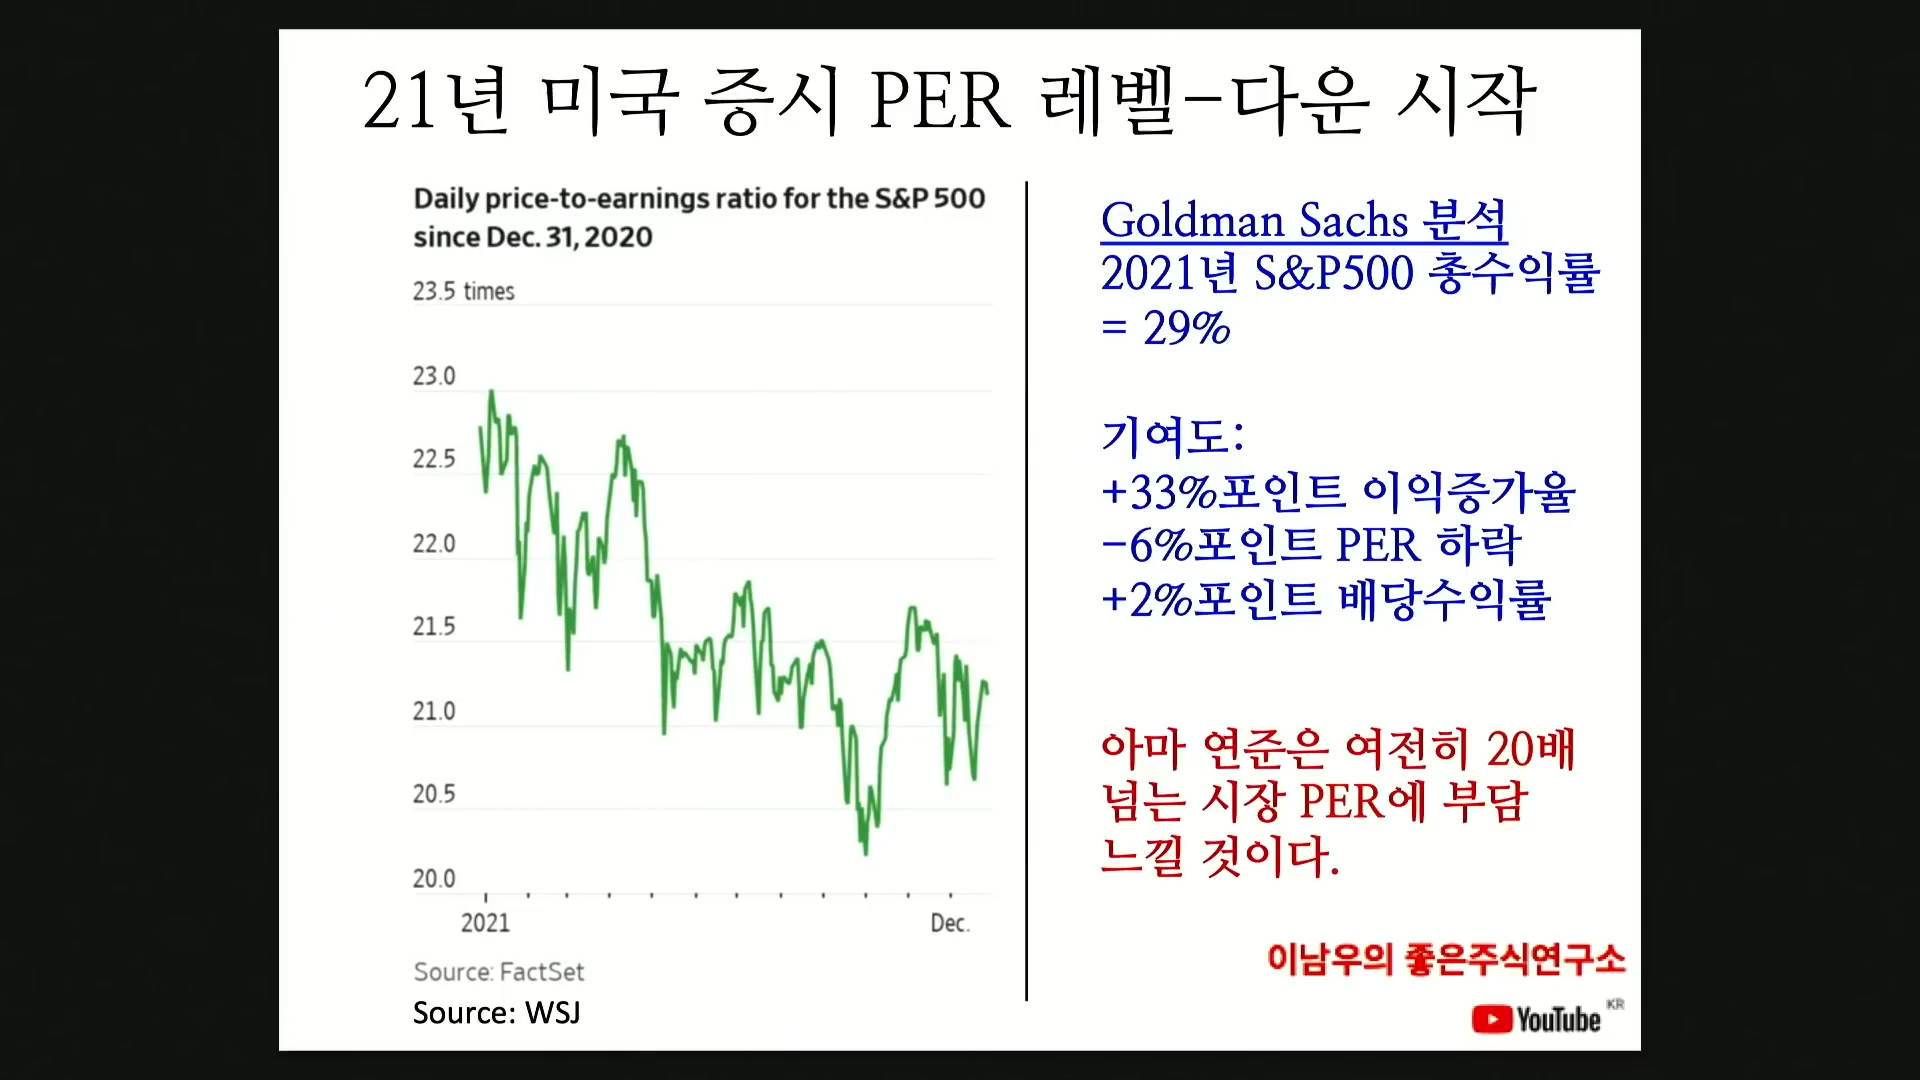 21년 미국 증시 PER 레벨-다운 시작
Daily price-to-earnings ratio for the S&P 500
since Dec. 31, 2020
23.5 times
23.0
22.5
22.0
21.5
21.0
20.5
20.0
2021
Dec.
Source: FactSet
Source: WSJ
Goldman Sachs 분석
2021년 S&P500 총수익률
= 29%
기여도:
+33%포인트 이익증가율
-6%포인트 PER 하락
+2%포인트 배당수익률
아마 연준은 여전히 20배
넘는 시장 PER에 부담
느낄 것이다.
이남우의 좋은주식연구소
YouTube KR